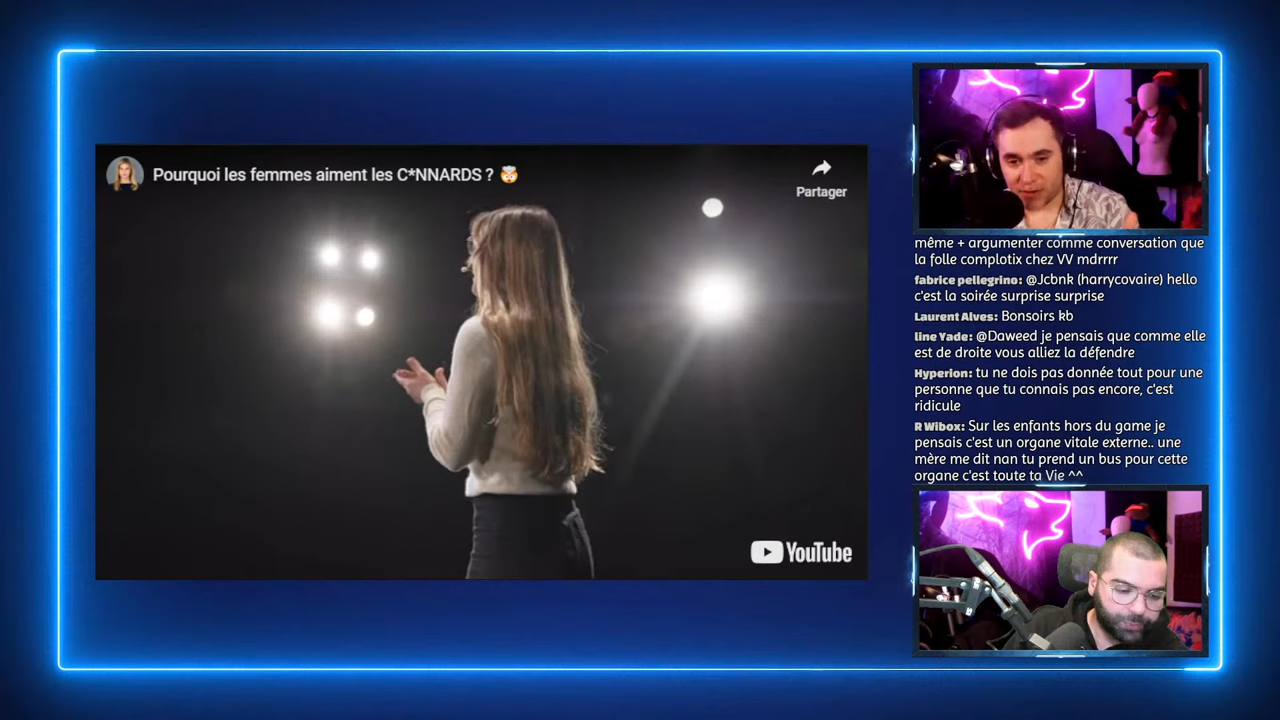 Pourquoi les femmes aiment les C*NNARDS ? 🤯
Partager
YouTube
même + argumenter comme conversation que
la folle complotix chez VV mdrrrr
fabrice pellegrino: @Jcbnk (harrycovaire) hello
c'est la soirée surprise surprise
Laurent Alves: Bonsoirs kb
line Yade: @Daweed je pensais que comme elle
est de droite vous alliez la défendre
Hyperion: tu ne dois pas donnée tout pour une
personne que tu connais pas encore, c'est
ridicule
R Wibox: Sur les enfants hors du game je
pensais c'est un organe vitale externe.. une
mère me dit nan tu prend un bus pour cette
organe c'est toute ta Vie ^^